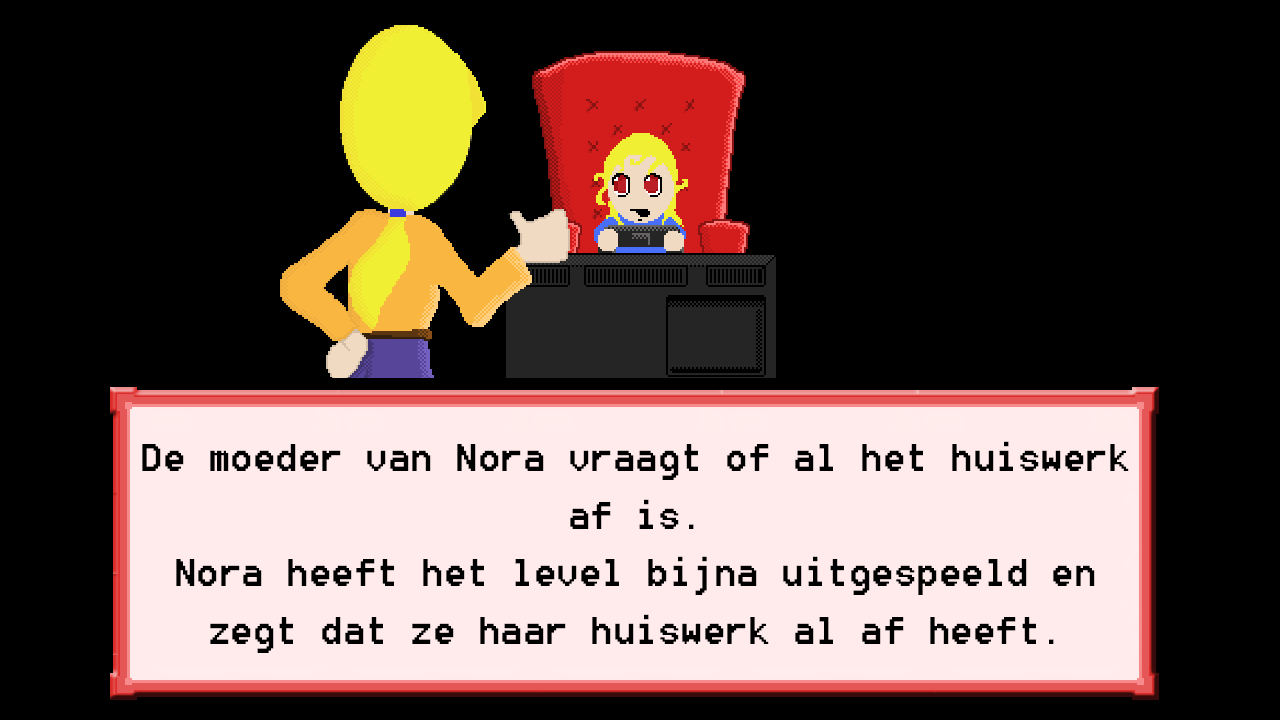 De moeder van Nora vraagt of al het huiswerk
af is.
Nora heeft het level bijna uitgespeeld en
zegt dat ze haar huiswerk al af heeft.